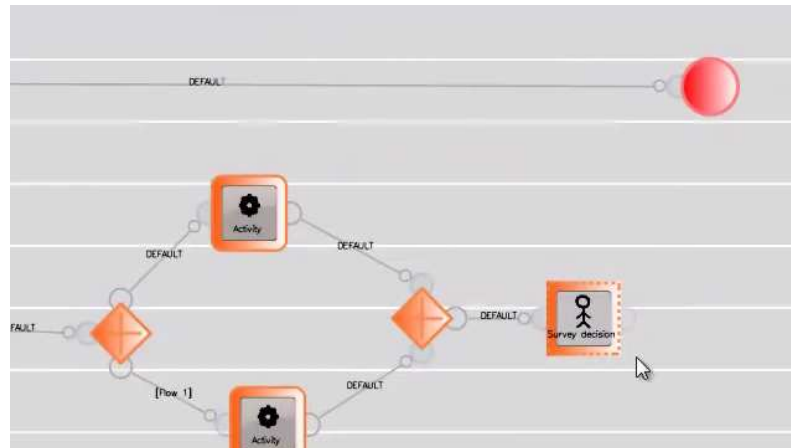 DEFAULT
Activity
DEFAULT
DEFAULT
FAULT
DEFAULT
Survey decision
DEFAULT
[Flow 1]
Activity